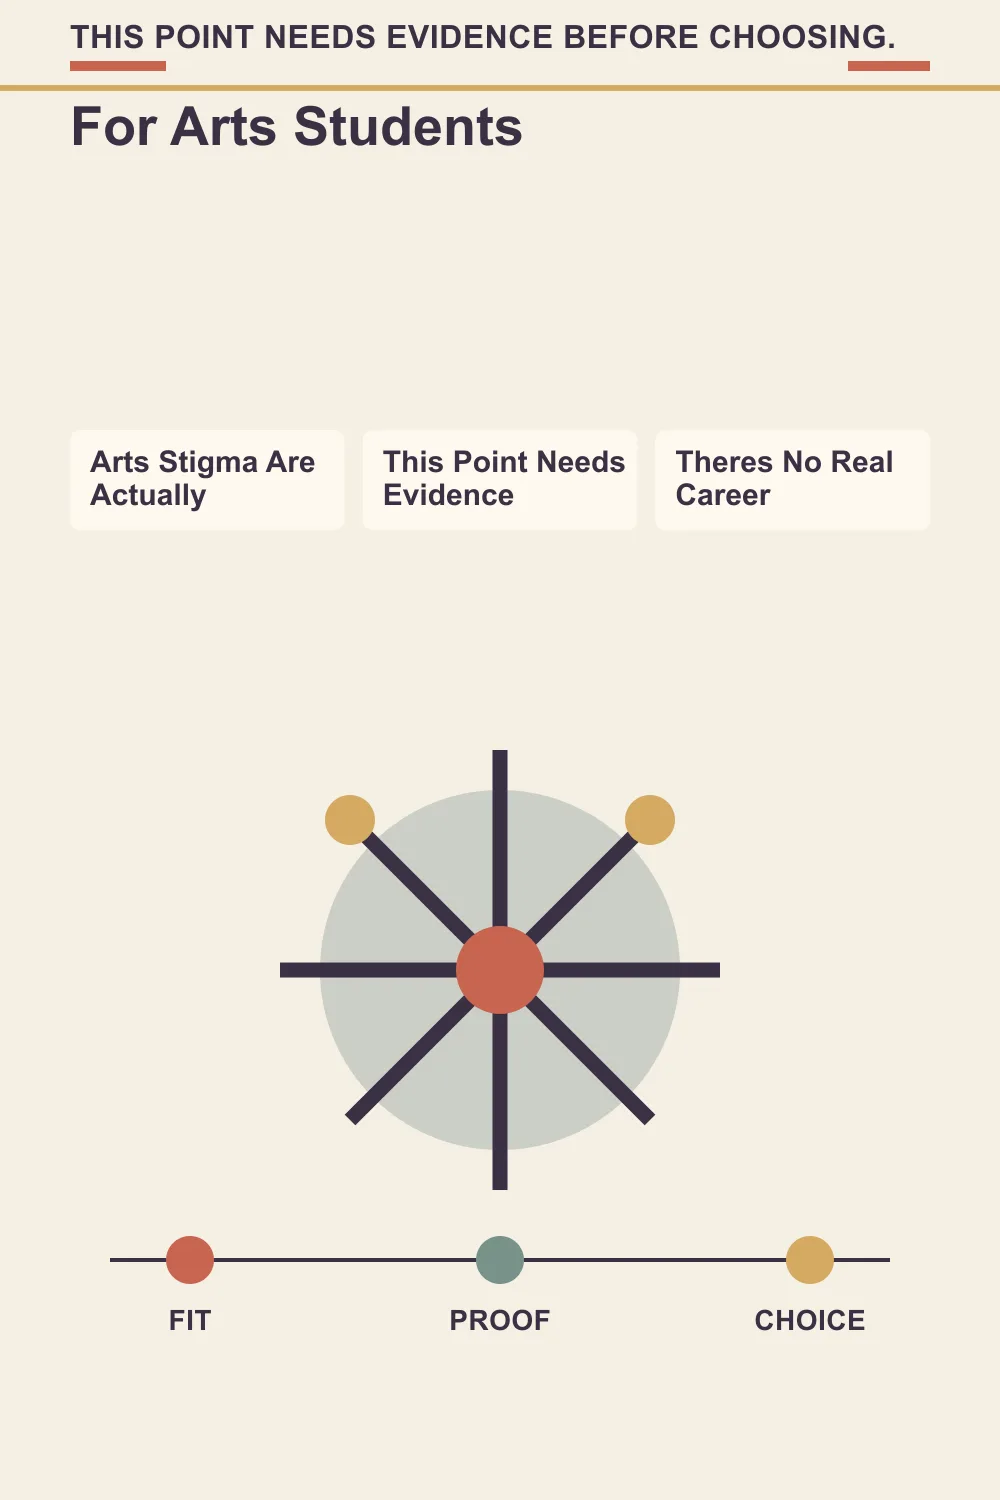 THIS POINT NEEDS EVIDENCE BEFORE CHOOSING.
For Arts Students
Arts Stigma Are
Actually
This Point Needs
Evidence
Theres No Real
Career
FIT
PROOF
CHOICE